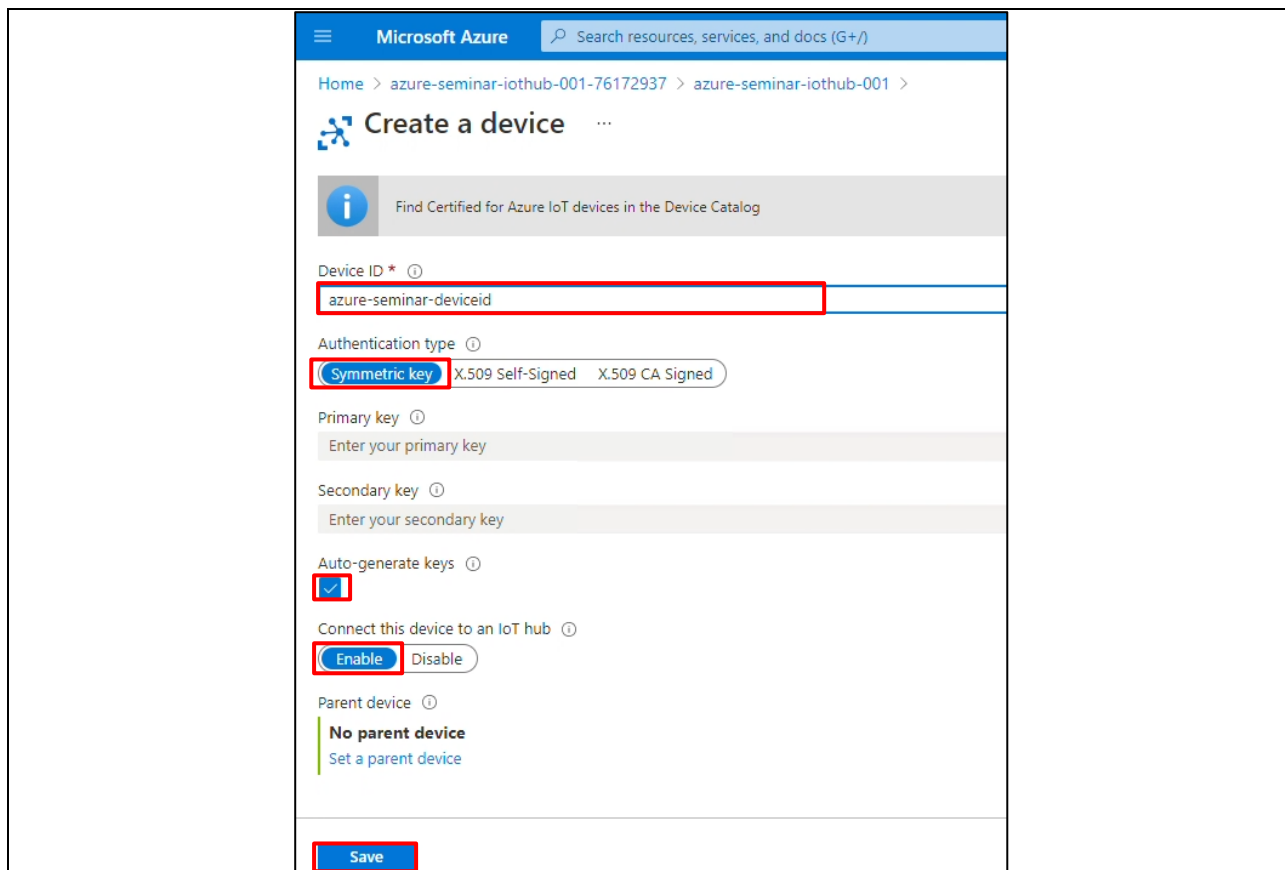 Microsoft Azure
Search resources, services, and docs (G+/)
Home > azure-seminar-iothub-001-76172937 > azure-seminar-iothub-001 >
Create a device ...
Find Certified for Azure IoT devices in the Device Catalog
Device ID *
azure-seminar-deviceid
Authentication type
Symmetric key X.509 Self-Signed X.509 CA Signed
Primary key
Enter your primary key
Secondary key
Enter your secondary key
Auto-generate keys
Connect this device to an IoT hub
Enable Disable
Parent device
No parent device
Set a parent device
Save